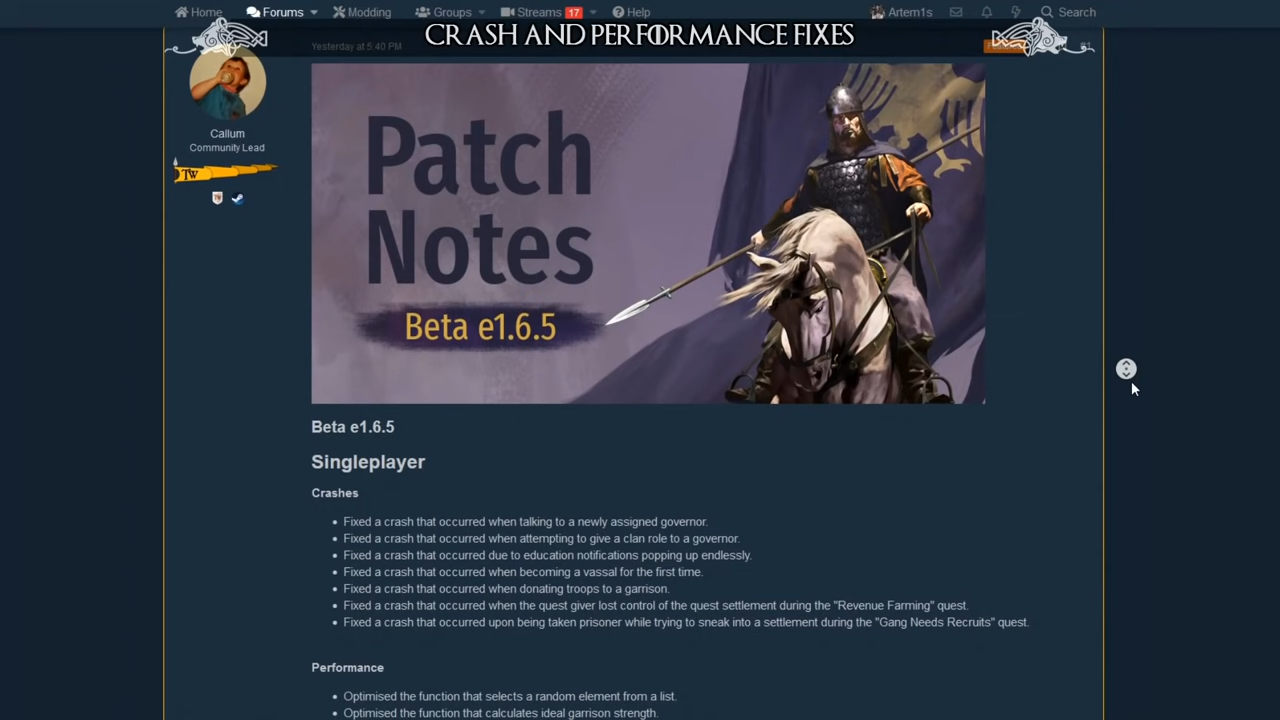 Home Forums Modding Groups Streams 17 Help Artem1s Search
CRASH AND PERFORMANCE FIXES
Yesterday at 5:40 PM
Patch
Notes
Beta e1.6.5
Callum
Community Lead
TW
Beta e1.6.5
Singleplayer
Crashes
• Fixed a crash that occurred when talking to a newly assigned governor.
• Fixed a crash that occurred when attempting to give a clan role to a governor.
• Fixed a crash that occurred due to education notifications popping up endlessly.
• Fixed a crash that occurred when becoming a vassal for the first time.
• Fixed a crash that occurred when donating troops to a garrison.
• Fixed a crash that occurred when the quest giver lost control of the quest settlement during the "Revenue Farming" quest.
• Fixed a crash that occurred upon being taken prisoner while trying to sneak into a settlement during the "Gang Needs Recruits" quest.
Performance
• Optimised the function that selects a random element from a list.
• Optimised the function that calculates ideal garrison strength.